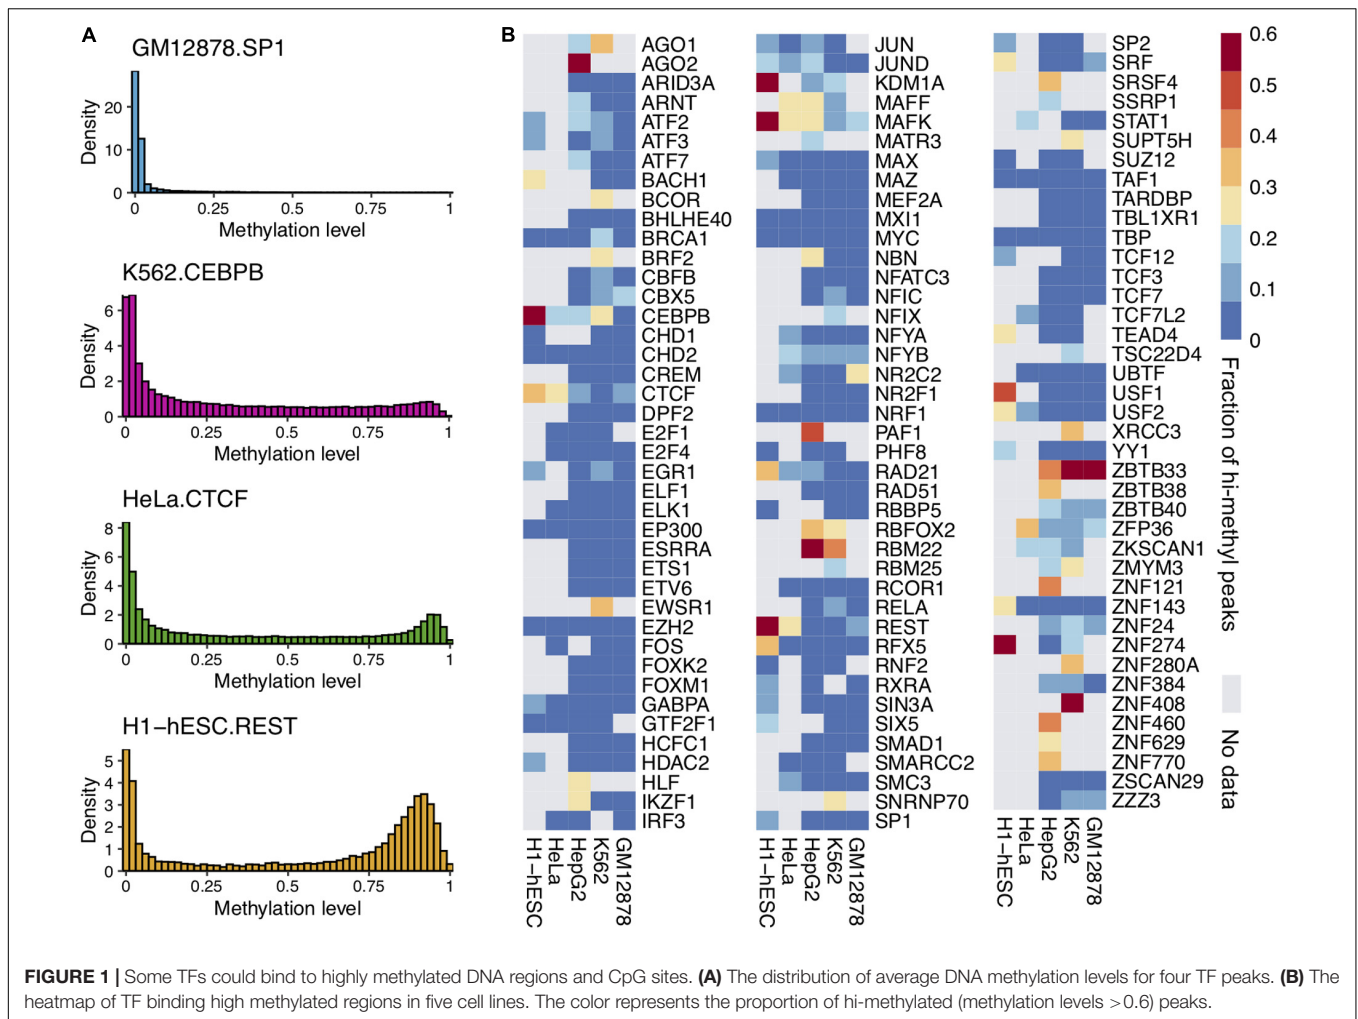 A
GM12878.SP1
Density
20
10
0
0 0.25 0.5 0.75 1
Methylation level
K562.CEBPB
Density
6
4
2
0
0 0.25 0.5 0.75 1
Methylation level
HeLa.CTCF
Density
8
6
4
2
0
0 0.25 0.5 0.75 1
Methylation level
H1−hESC.REST
Density
5
4
3
2
1
0
0 0.25 0.5 0.75 1
Methylation level
B
AGO1
AGO2
ARID3A
ARNT
ATF2
ATF3
ATF7
BACH1
BCOR
BHLHE40
BRCA1
BRF2
CBFB
CBX5
CEBPB
CHD1
CHD2
CREM
CTCF
DPF2
E2F1
E2F4
EGR1
ELF1
ELK1
EP300
ESRRA
ETS1
ETV6
EWSR1
EZH2
FOS
FOXK2
FOXM1
GABPA
GTF2F1
HCFC1
HDAC2
HLF
IKZF1
IRF3
H1−hESC
HeLa
HepG2
K562
GM12878
JUN
JUND
KDM1A
MAFF
MAFK
MATR3
MAX
MAZ
MEF2A
MXI1
MYC
NBN
NFATC3
NFIC
NFIX
NFYA
NFYB
NR2C2
NR2F1
NRF1
PAF1
PHF8
RAD21
RAD51
RBBP5
RBFOX2
RBM22
RBM25
RCOR1
RELA
REST
RFX5
RNF2
RXRA
SIN3A
SIX5
SMAD1
SMARCC2
SMC3
SNRNP70
SP1
H1−hESC
HeLa
HepG2
K562
GM12878
SP2
SRF
SRSF4
SSRP1
STAT1
SUPT5H
SUZ12
TAF1
TARDBP
TBL1XR1
TBP
TCF12
TCF3
TCF7
TCF7L2
TEAD4
TSC22D4
UBTF
USF1
USF2
XRCC3
YY1
ZBTB33
ZBTB38
ZBTB40
ZFP36
ZKSCAN1
ZMYM3
ZNF121
ZNF143
ZNF24
ZNF274
ZNF280A
ZNF384
ZNF408
ZNF460
ZNF629
ZNF770
ZSCAN29
ZZZ3
H1−hESC
HeLa
HepG2
K562
GM12878
0.6
0.5
0.4
0.3
0.2
0.1
0
Fraction of hi−methyl peaks
No data
FIGURE 1 | Some TFs could bind to highly methylated DNA regions and CpG sites. (A) The distribution of average DNA methylation levels for four TF peaks. (B) The
heatmap of TF binding high methylated regions in five cell lines. The color represents the proportion of hi-methylated (methylation levels >0.6) peaks.